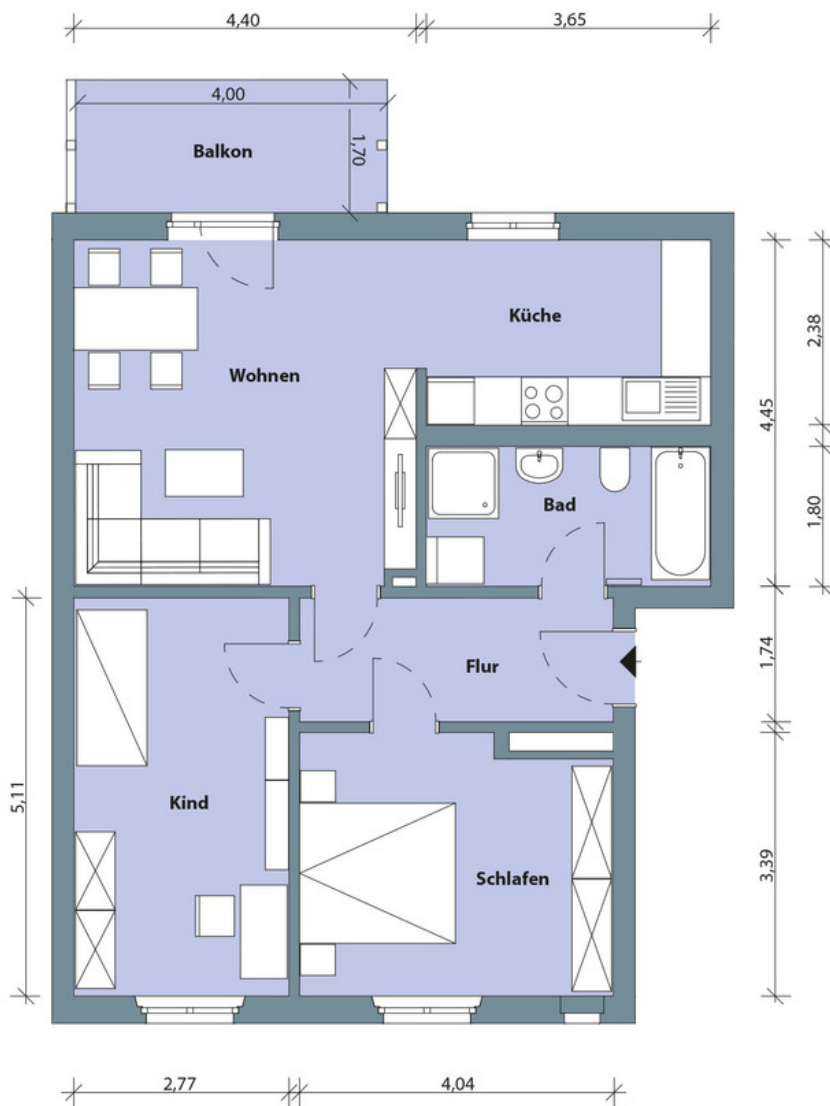 4,40
3,65
4,00
Balkon
1,70
Küche
Wohnen
2,38
4,45
Bad
1,80
Flur
1,74
Kind
5,11
Schlafen
3,39
2,77
4,04